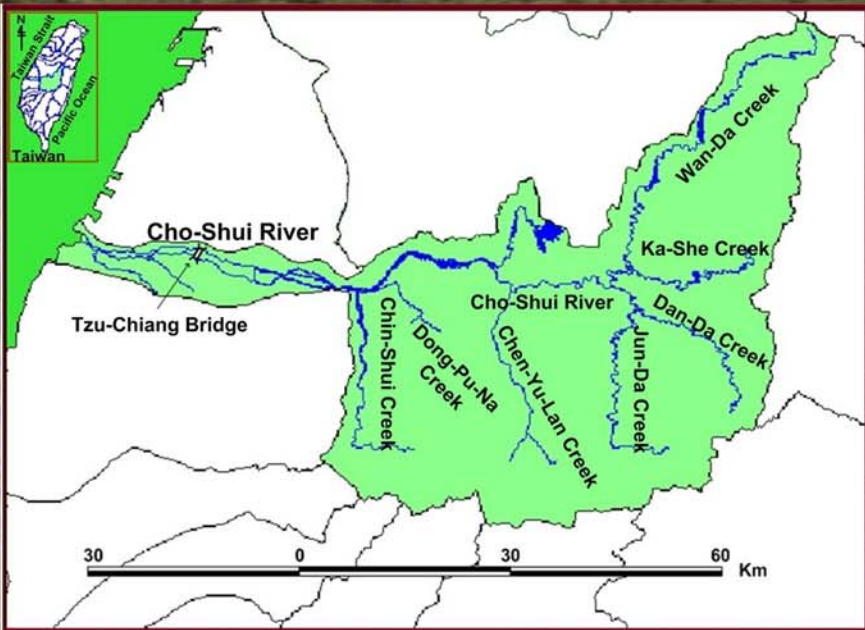 N
Taiwan Strait
Pacific Ocean
Taiwan
Wan-Da Creek
Cho-Shui River
Ka-She Creek
Cho-Shui River
Tzu-Chiang Bridge
Dan-Da Creek
Chin-Shui Creek
Dong-Pu-Na
Creek
Chen-Yu-Lan Creek
Jun-Da Creek
30 0 30 60
Km